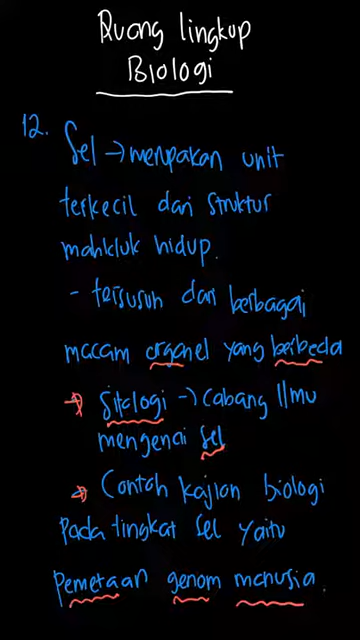 Ruang lingkup
Biologi
12. Sel → merupakan unit
terkecil dari struktur
mahkluk hidup.
- tersusun dari berbagai
macam organel yang berbeda
→ Sitologi → cabang Ilmu
mengenai sel
→ Contoh kajian biologi
Pada tingkat sel yaitu
Pemetaan genom manusia.